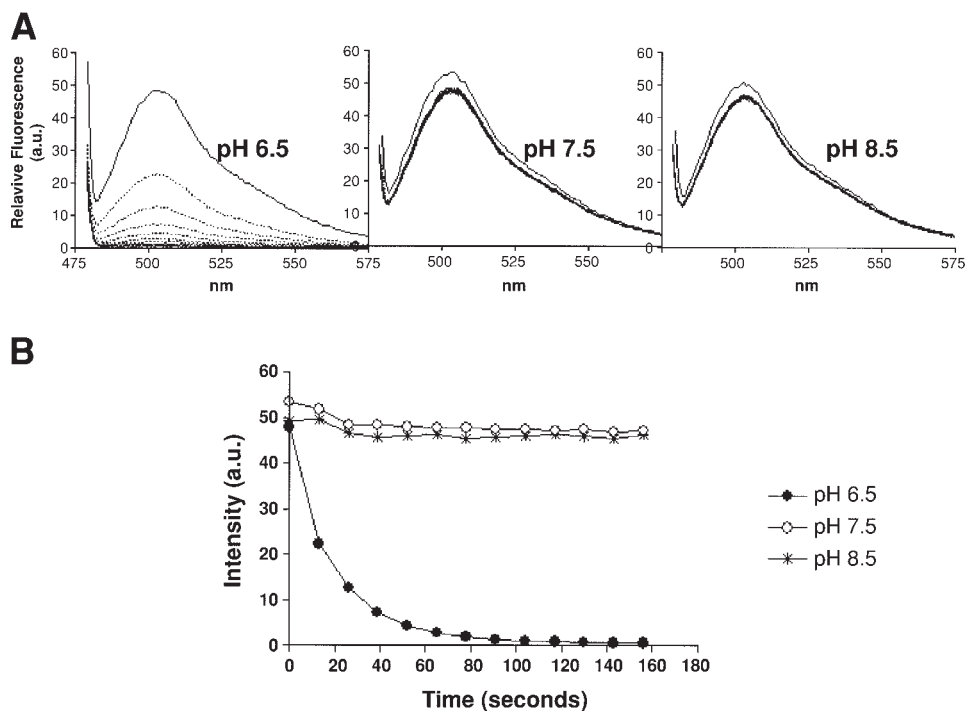 A
Relavive Fluorescence
(a.u.)
60
50
40
30
20
10
0
pH 6.5
475
500
525
550
575
nm
60
50
40
30
20
10
0
pH 7.5
500
525
550
575
nm
60
50
40
30
20
10
0
pH 8.5
500
525
550
575
nm
B
Intensity (a.u.)
60
50
40
30
20
10
0
0 20 40 60 80 100 120 140 160 180
Time (seconds)
pH 6.5
pH 7.5
pH 8.5